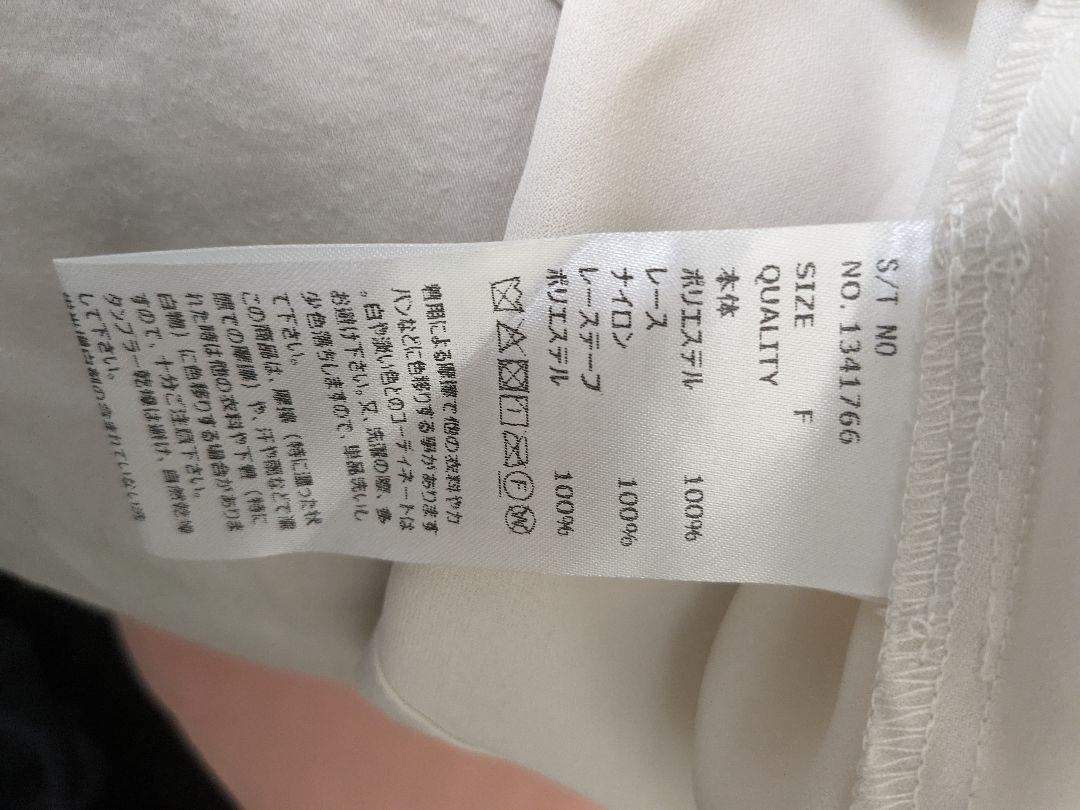 S/T NO
NO. 1341766
SIZE F
QUALITY
本体
ポリエステル 100%
レース
ナイロン 100%
レーステープ
ポリエステル 100%
着用による摩擦で他の衣料やカ
バンなどに色移りする事があります
。白や淡い色とのコーディネートは
お避け下さい。又、洗濯の際、多
少色落ちしますので、単品洗いし
て下さい。
この商品は、摩擦（特に湿った状
態での摩擦）や、汗や雨などで濡
れた時は他の衣料や下着（特に
白物）に色移りする場合がありま
すので、十分ご注意下さい。
タンブラー乾燥は避け、自然乾燥
して下さい。